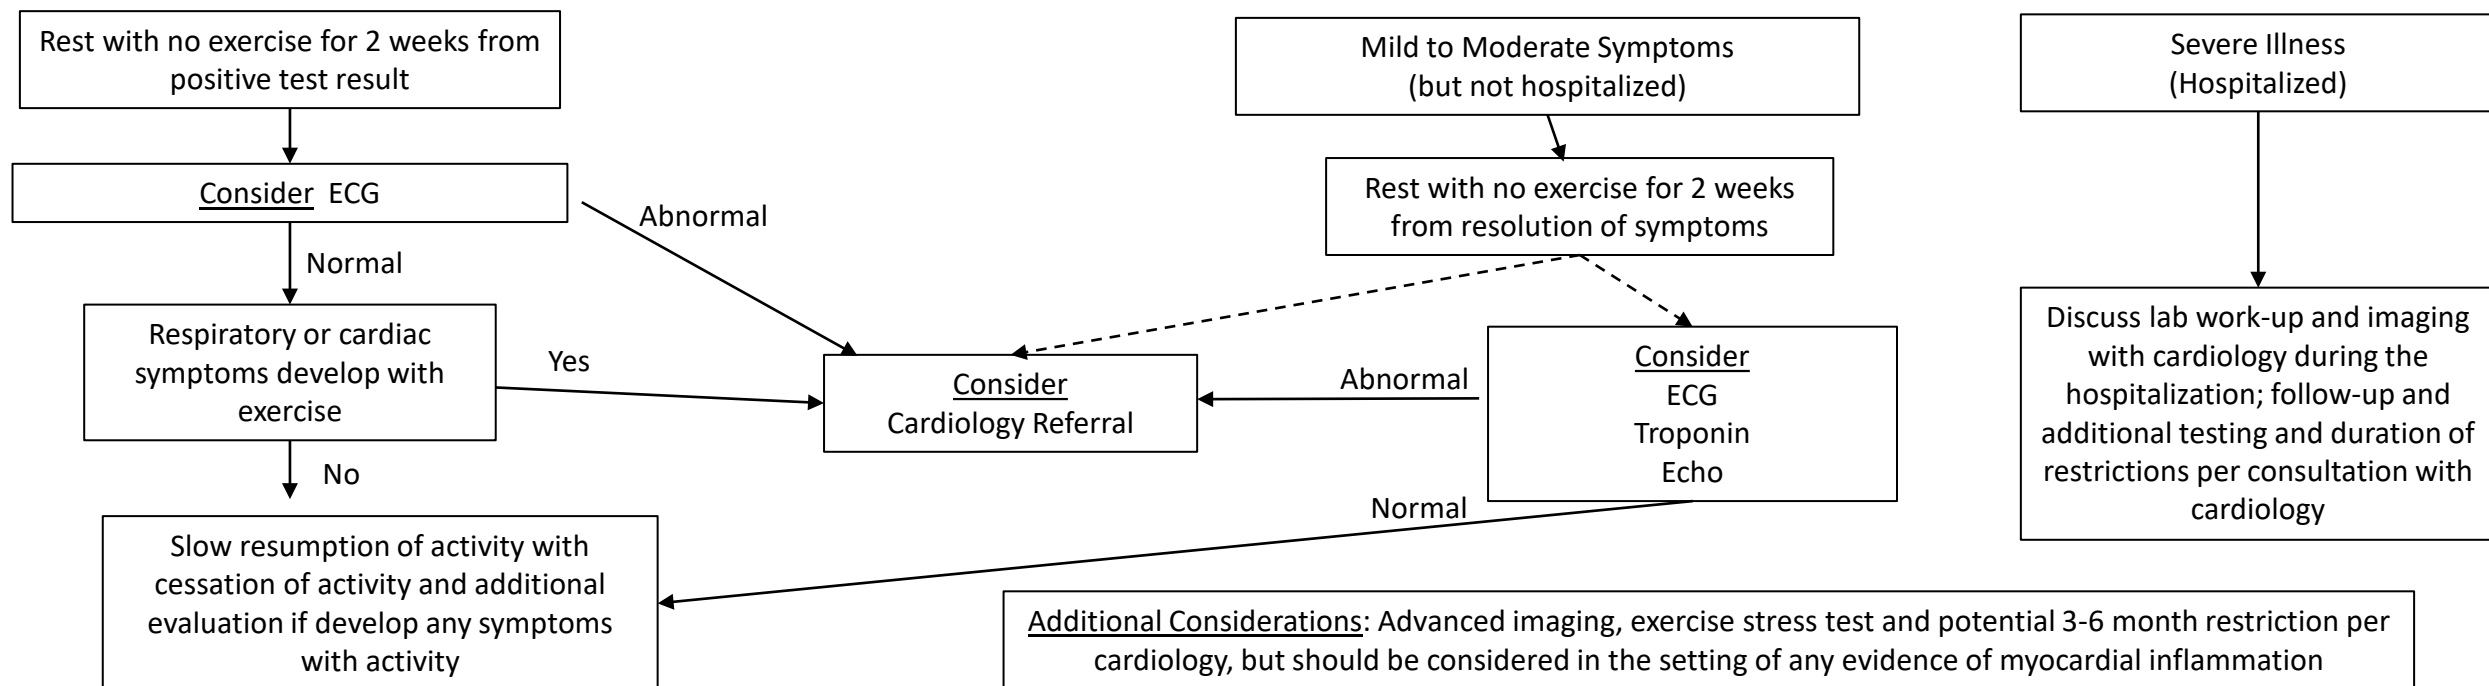 Rest with no exercise for 2 weeks from
positive test result
Consider ECG
Abnormal
Normal
Respiratory or cardiac
symptoms develop with
exercise
Yes
No
Slow resumption of activity with
cessation of activity and additional
evaluation if develop any symptoms
with activity
Mild to Moderate Symptoms
(but not hospitalized)
Rest with no exercise for 2 weeks
from resolution of symptoms
Consider
Cardiology Referral
Abnormal
Consider
ECG
Troponin
Echo
Normal
Severe Illness
(Hospitalized)
Discuss lab work-up and imaging
with cardiology during the
hospitalization; follow-up and
additional testing and duration of
restrictions per consultation with
cardiology
Additional Considerations: Advanced imaging, exercise stress test and potential 3-6 month restriction per
cardiology, but should be considered in the setting of any evidence of myocardial inflammation